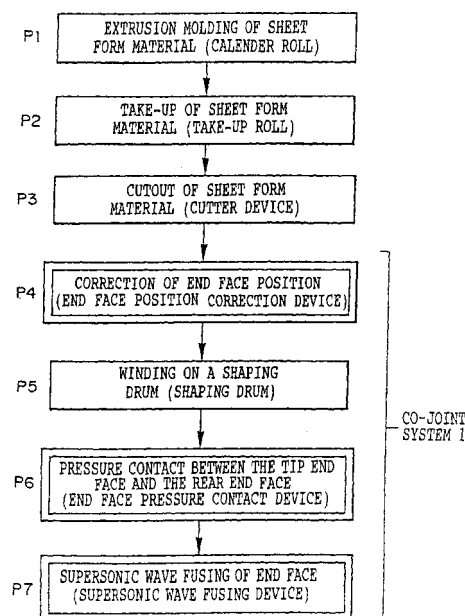 P1
EXTRUSION MOLDING OF SHEET
FORM MATERIAL (CALENDER ROLL)
P2
TAKE-UP OF SHEET FORM
MATERIAL (TAKE-UP ROLL)
P3
CUTOUT OF SHEET FORM
MATERIAL (CUTTER DEVICE)
P4
CORRECTION OF END FACE POSITION
(END FACE POSITION CORRECTION DEVICE)
P5
WINDING ON A SHAPING
DRUM (SHAPING DRUM)
CO-JOINT
SYSTEM 1
P6
PRESSURE CONTACT BETWEEN THE TIP END
FACE AND THE REAR END FACE
(END FACE PRESSURE CONTACT DEVICE)
P7
SUPERSONIC WAVE FUSING OF END FACE
(SUPERSONIC WAVE FUSING DEVICE)